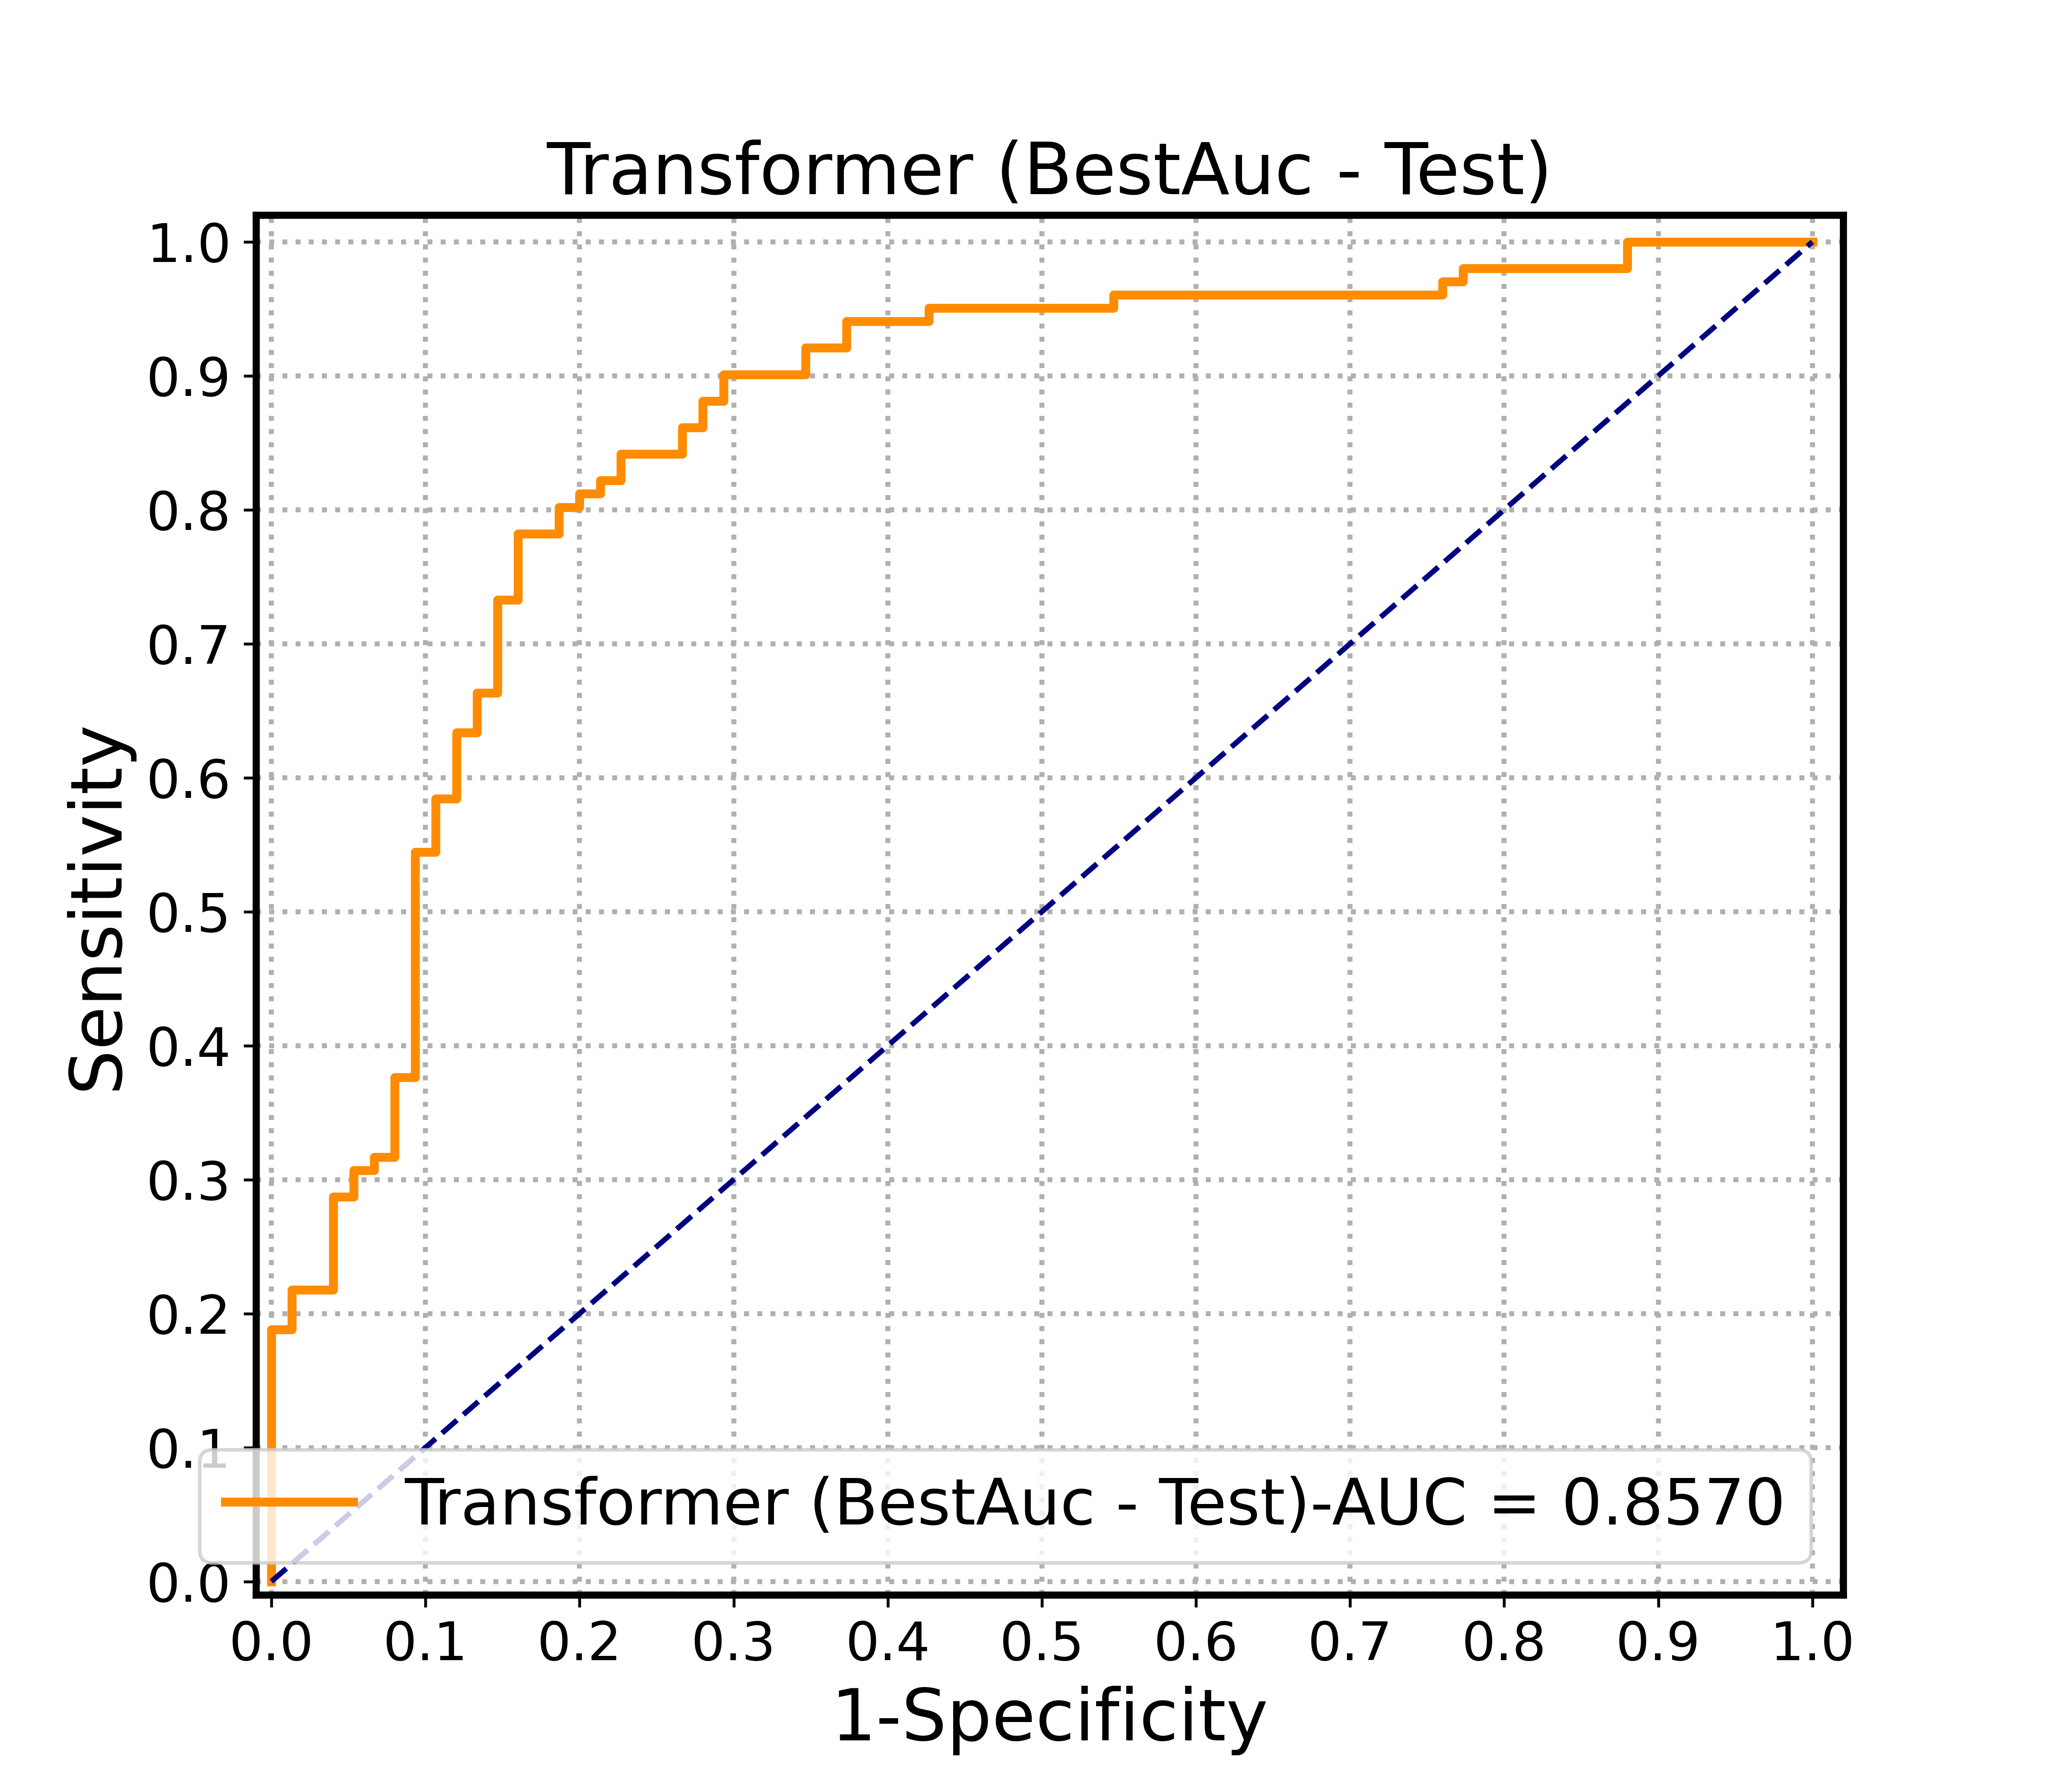 Transformer (BestAuc - Test)
1.0
0.9
0.8
0.7
0.6
0.5
0.4
0.3
0.2
0.1
0.0
Sensitivity
Transformer (BestAuc - Test)-AUC = 0.8570
0.0 0.1 0.2 0.3 0.4 0.5 0.6 0.7 0.8 0.9 1.0
1-Specificity